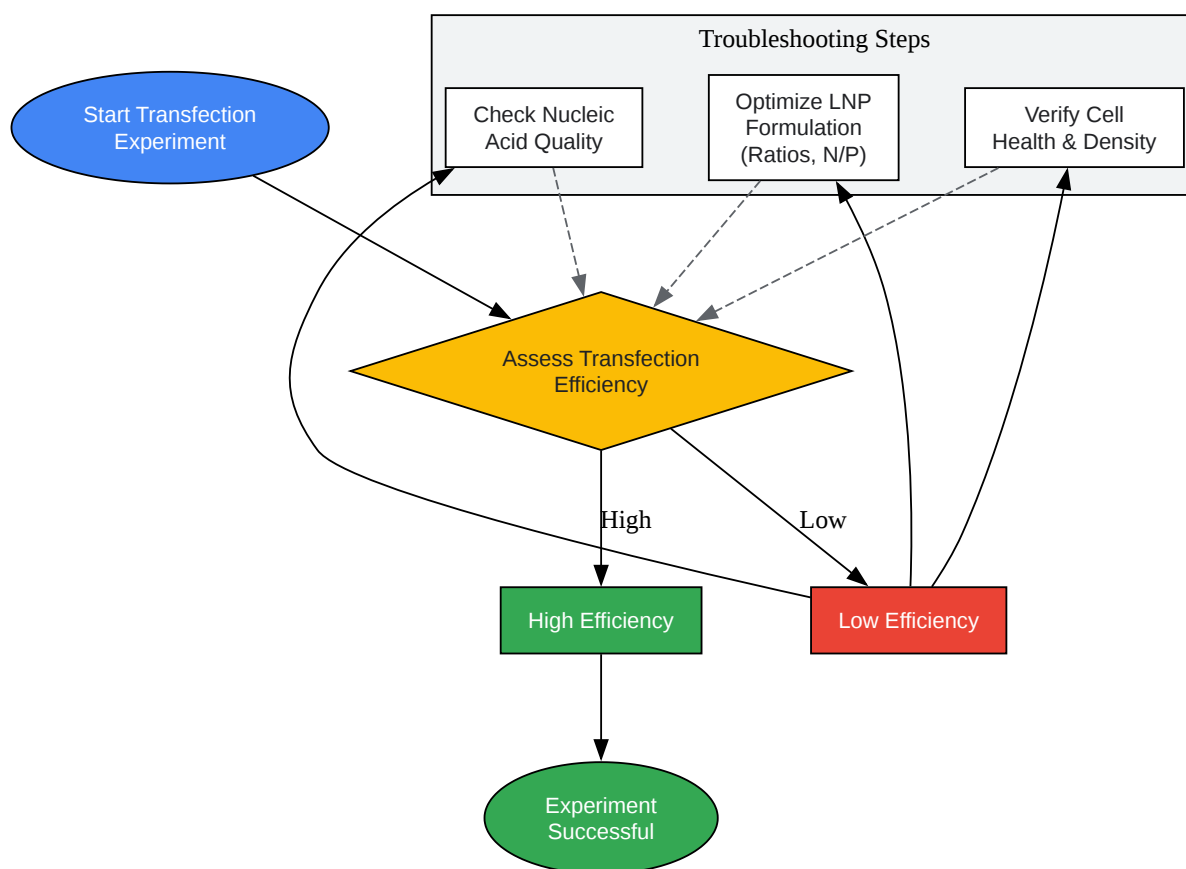 Troubleshooting Steps
Start Transfection
Experiment
Check Nucleic
Acid Quality
Optimize LNP
Formulation
(Ratios, N/P)
Verify Cell
Health & Density
Assess Transfection
Efficiency
High
Low
High Efficiency
Low Efficiency
Experiment
Successful